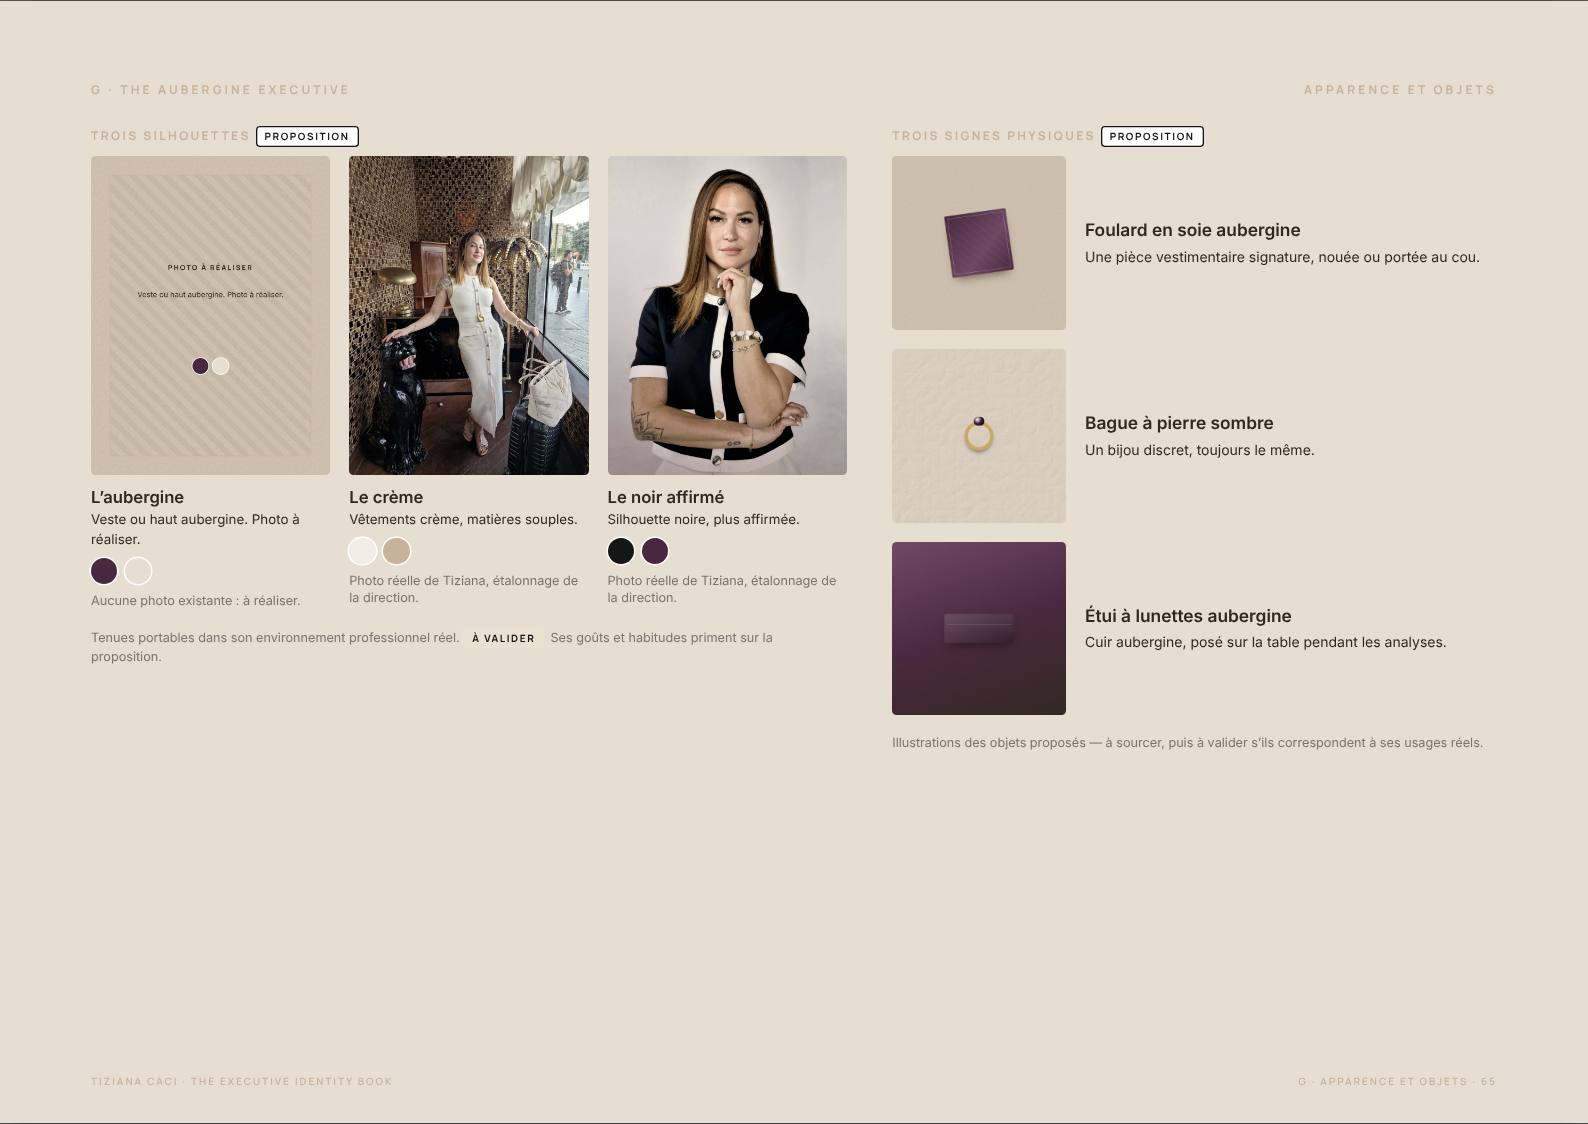 G · THE AUBERGINE EXECUTIVE
APPARENCE ET OBJETS
TROIS SILHOUETTES PROPOSITION
PHOTO À RÉALISER
Veste ou haut aubergine. Photo à réaliser.
L’aubergine
Veste ou haut aubergine. Photo à
réaliser.
Aucune photo existante : à réaliser.
Le crème
Vêtements crème, matières souples.
Photo réelle de Tiziana, étalonnage de
la direction.
Le noir affirmé
Silhouette noire, plus affirmée.
Photo réelle de Tiziana, étalonnage de
la direction.
Tenues portables dans son environnement professionnel réel. À VALIDER Ses goûts et habitudes priment sur la
proposition.
TROIS SIGNES PHYSIQUES PROPOSITION
Foulard en soie aubergine
Une pièce vestimentaire signature, nouée ou portée au cou.
Bague à pierre sombre
Un bijou discret, toujours le même.
Étui à lunettes aubergine
Cuir aubergine, posé sur la table pendant les analyses.
Illustrations des objets proposés — à sourcer, puis à valider s’ils correspondent à ses usages réels.
TIZIANA CACI · THE EXECUTIVE IDENTITY BOOK
G · APPARENCE ET OBJETS · 65